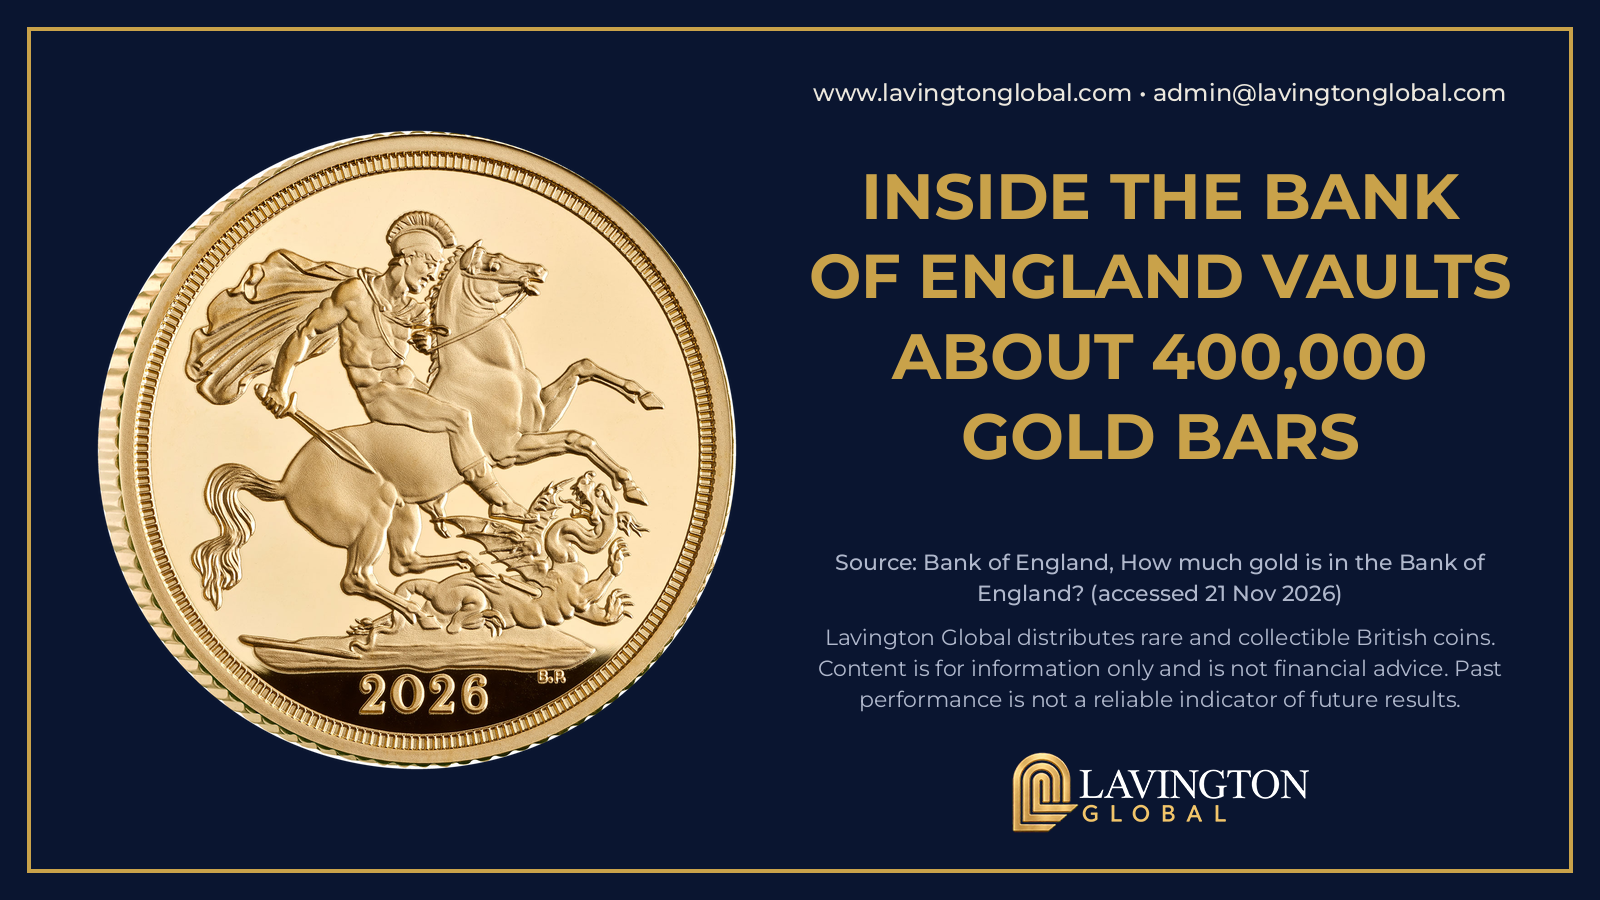 www.lavingtonglobal.com • admin@lavingtonglobal.com
INSIDE THE BANK
OF ENGLAND VAULTS
ABOUT 400,000
GOLD BARS
Source: Bank of England, How much gold is in the Bank of
England? (accessed 21 Nov 2026)
Lavington Global distributes rare and collectible British coins.
Content is for information only and is not financial advice. Past
performance is not a reliable indicator of future results.
2026
B.P.
LAVINGTON
GLOBAL